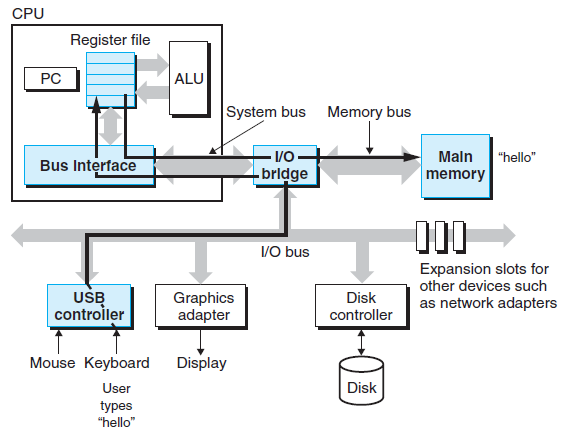 CPU
Register file
PC
ALU
System bus
Memory bus
Bus interface
I/O
bridge
Main
memory
"hello"
I/O bus
Expansion slots for
other devices such
as network adapters
USB
controller
Graphics
adapter
Disk
controller
Mouse
Keyboard
Display
User
types
"hello"
Disk